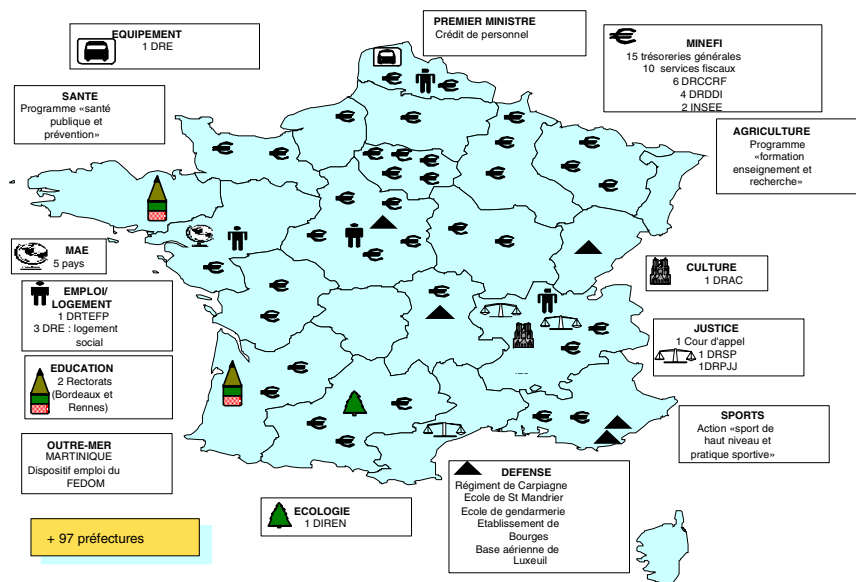 EQUIPEMENT
1 DRE
PREMIER MINISTRE
Crédit de personnel
MINEFI
15 trésoreries générales
10 services fiscaux
6 DRCCRF
4 DRDDI
2 INSEE
SANTE
Programme «santé
publique et
prévention»
AGRICULTURE
Programme
«formation
enseignement et
recherche»
MAE
5 pays
CULTURE
1 DRAC
EMPLOI/
LOGEMENT
1 DRTEFP
3 DRE : logement
social
JUSTICE
1 Cour d'appel
1 DRSP
1DRPJJ
EDUCATION
2 Rectorats
(Bordeaux et
Rennes)
SPORTS
Action «sport de
haut niveau et
pratique sportive»
OUTRE-MER
MARTINIQUE
Dispositif emploi du
FEDOM
DEFENSE
Régiment de Carpiagne
Ecole de St Mandrier
Ecole de gendarmerie
Etablissement de
Bourges
Base aérienne de
Luxeuil
ECOLOGIE
1 DIREN
+ 97 préfectures